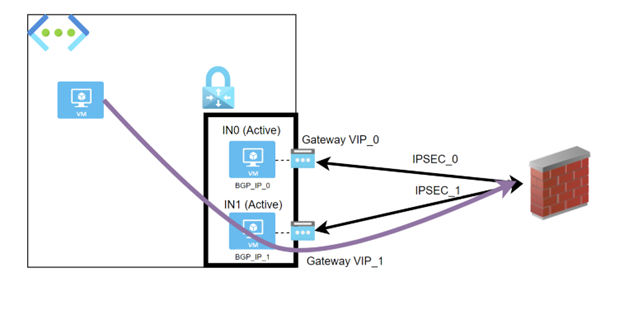 VM
IN0 (Active)
Gateway VIP_0
VM
BGP_IP_0
IPSEC_0
IPSEC_1
IN1 (Active)
VM
BGP_IP_1
Gateway VIP_1